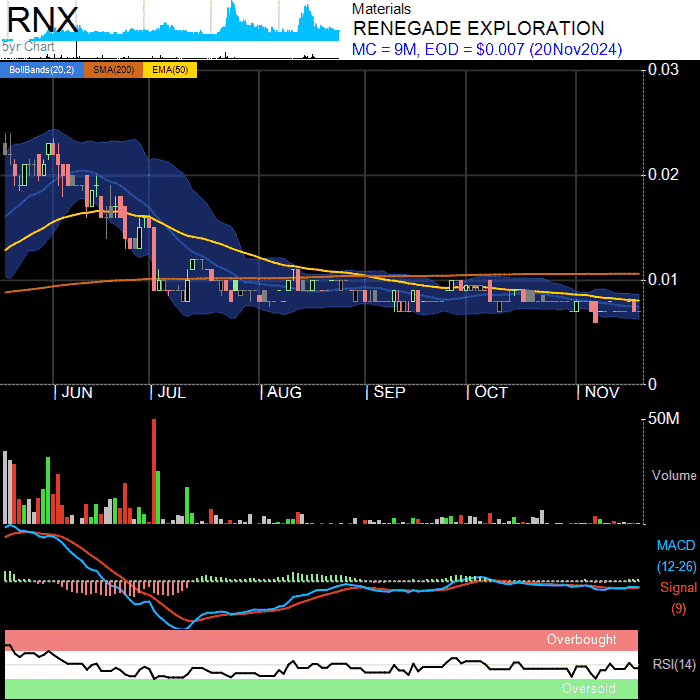 RNX
5yr Chart
Materials
RENEGADE EXPLORATION
MC = 9M, EOD = $0.007 (20Nov2024)
BollBands(20,2) SMA(200) EMA(50)
0.03
0.02
0.01
0
| JUN | JUL | AUG | SEP | OCT | NOV
50M
Volume
MACD
(12-26)
Signal
(9)
Overbought
RSI(14)
Oversold